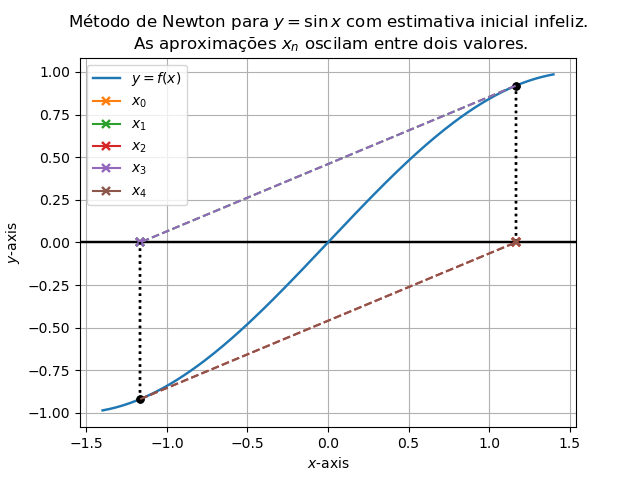 Método de Newton para y = sin x com estimativa inicial infeliz.
As aproximações xₙ oscilam entre dois valores.
y = f(x)
x₀
x₁
x₂
x₃
x₄
1.00
0.75
0.50
0.25
0.00
−0.25
−0.50
−0.75
−1.00
y-axis
−1.5 −1.0 −0.5 0.0 0.5 1.0 1.5
x-axis